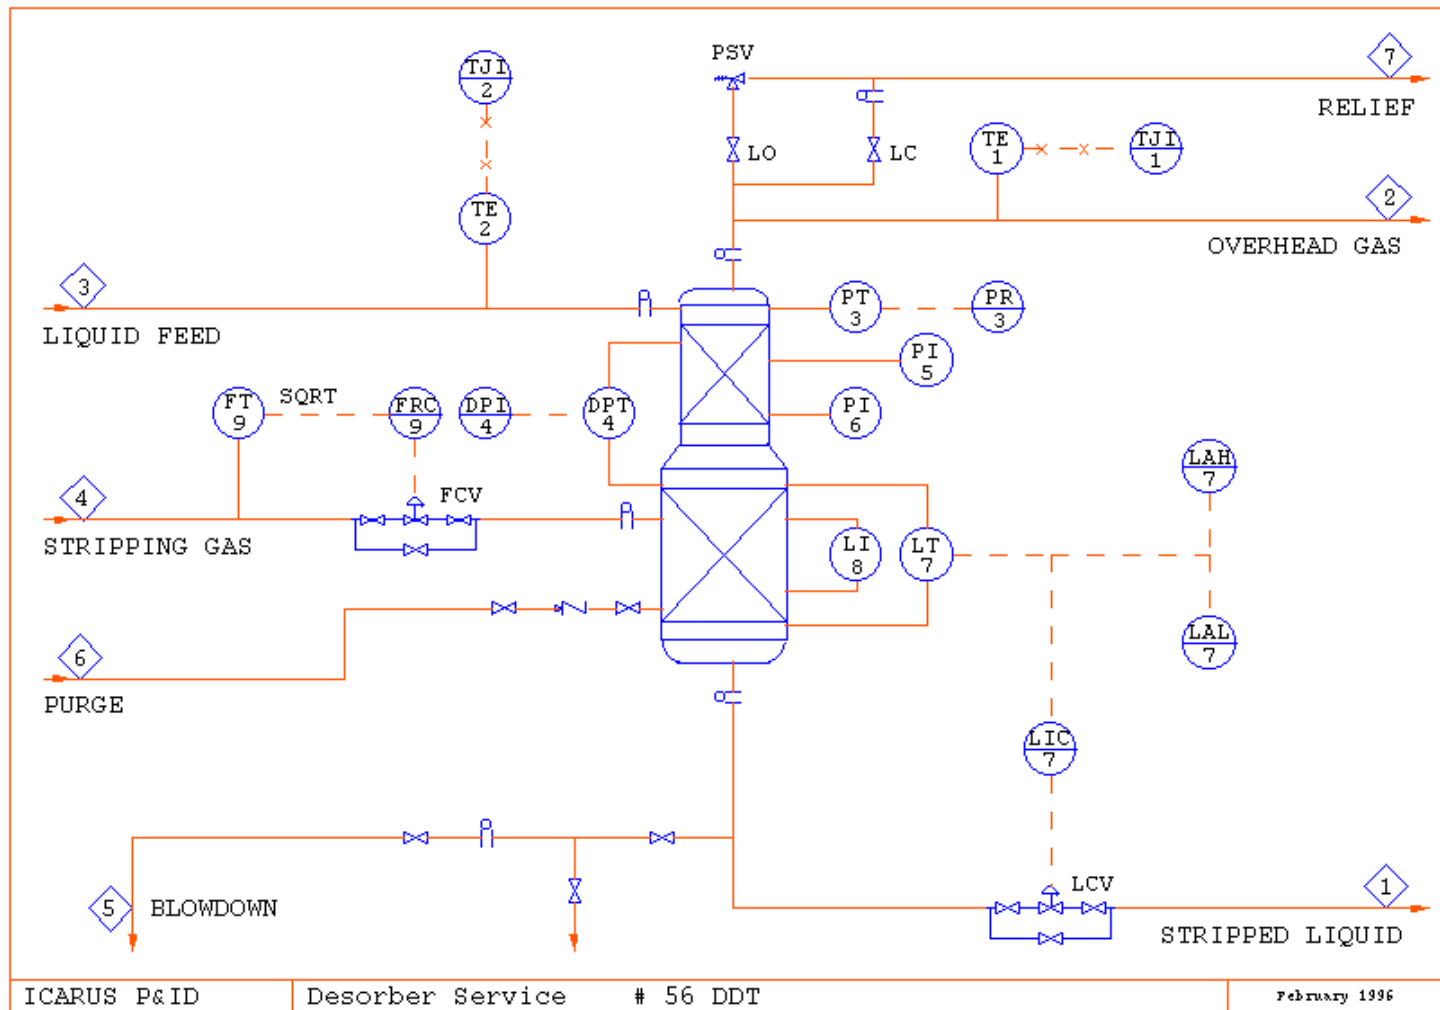 PSV
TJI
2
7
RELIEF
TE
1
TJI
1
LO
LC
TE
2
2
OVERHEAD GAS
3
LIQUID FEED
PT
3
PR
3
PI
5
SQRT
FT
9
FRC
9
DPI
4
DPT
4
PI
6
LAH
7
4
FCV
STRIPPING GAS
LI
8
LT
7
LAL
7
6
PURGE
LIC
7
LCV
1
5
BLOWDOWN
STRIPPED LIQUID
ICARUS P&ID
Desorber Service # 56 DDT
February 1996